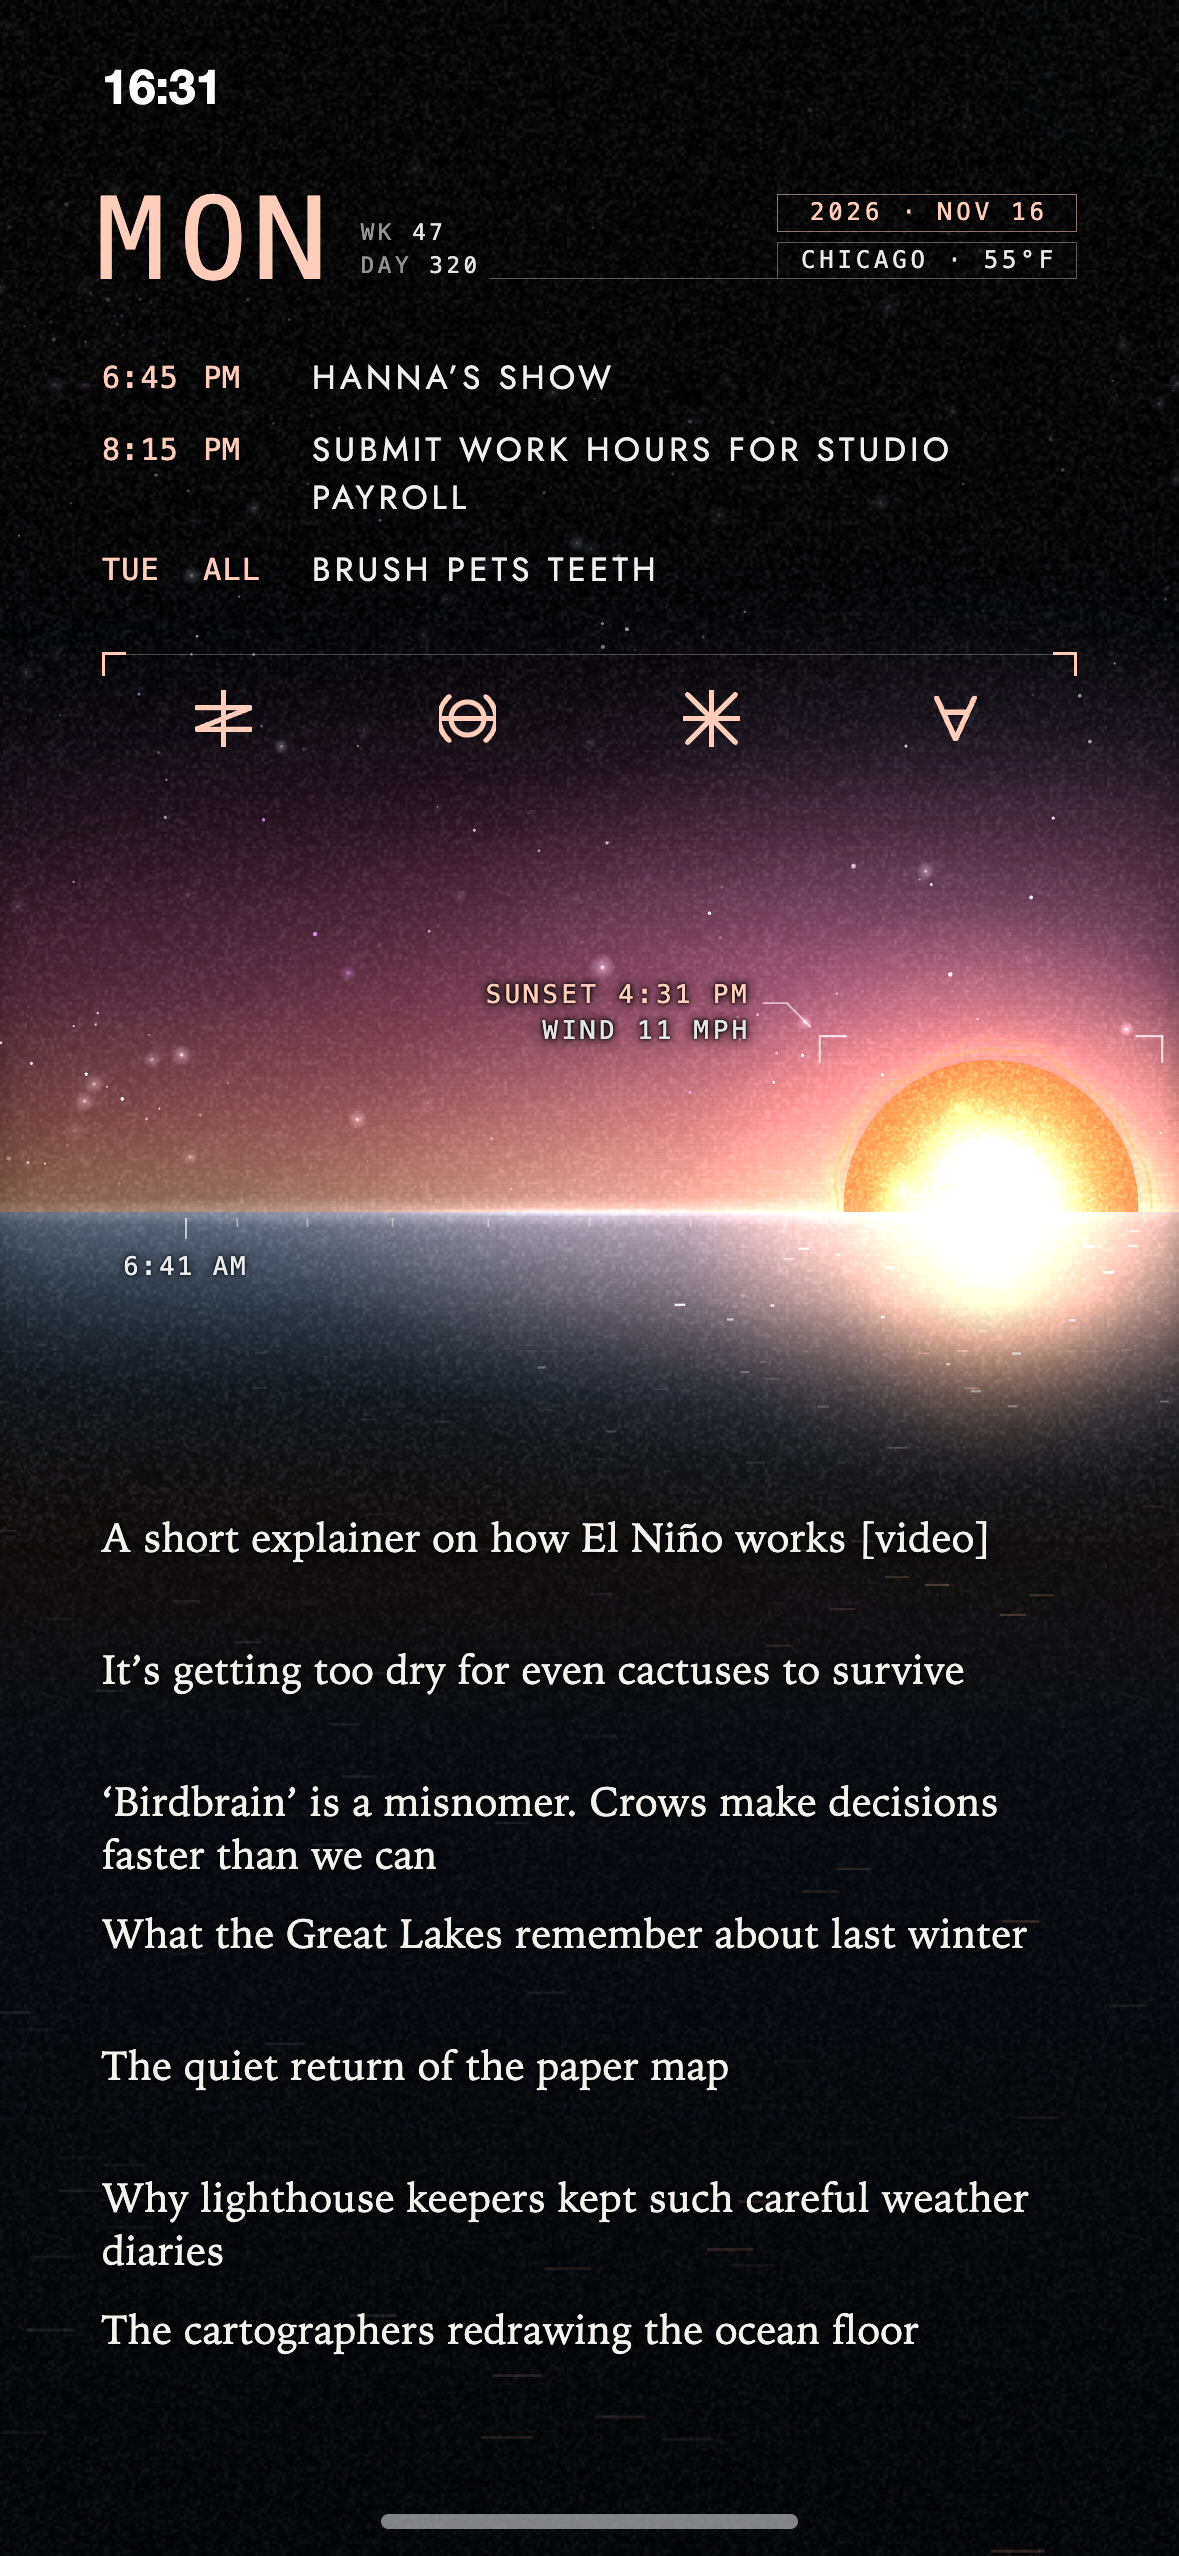 16:31
MON
WK 47
DAY 320
2026 · NOV 16
CHICAGO · 55°F
6:45 PM HANNA’S SHOW
8:15 PM SUBMIT WORK HOURS FOR STUDIO
PAYROLL
TUE ALL BRUSH PETS TEETH
SUNSET 4:31 PM
WIND 11 MPH
6:41 AM
A short explainer on how El Niño works [video]
It’s getting too dry for even cactuses to survive
‘Birdbrain’ is a misnomer. Crows make decisions
faster than we can
What the Great Lakes remember about last winter
The quiet return of the paper map
Why lighthouse keepers kept such careful weather
diaries
The cartographers redrawing the ocean floor